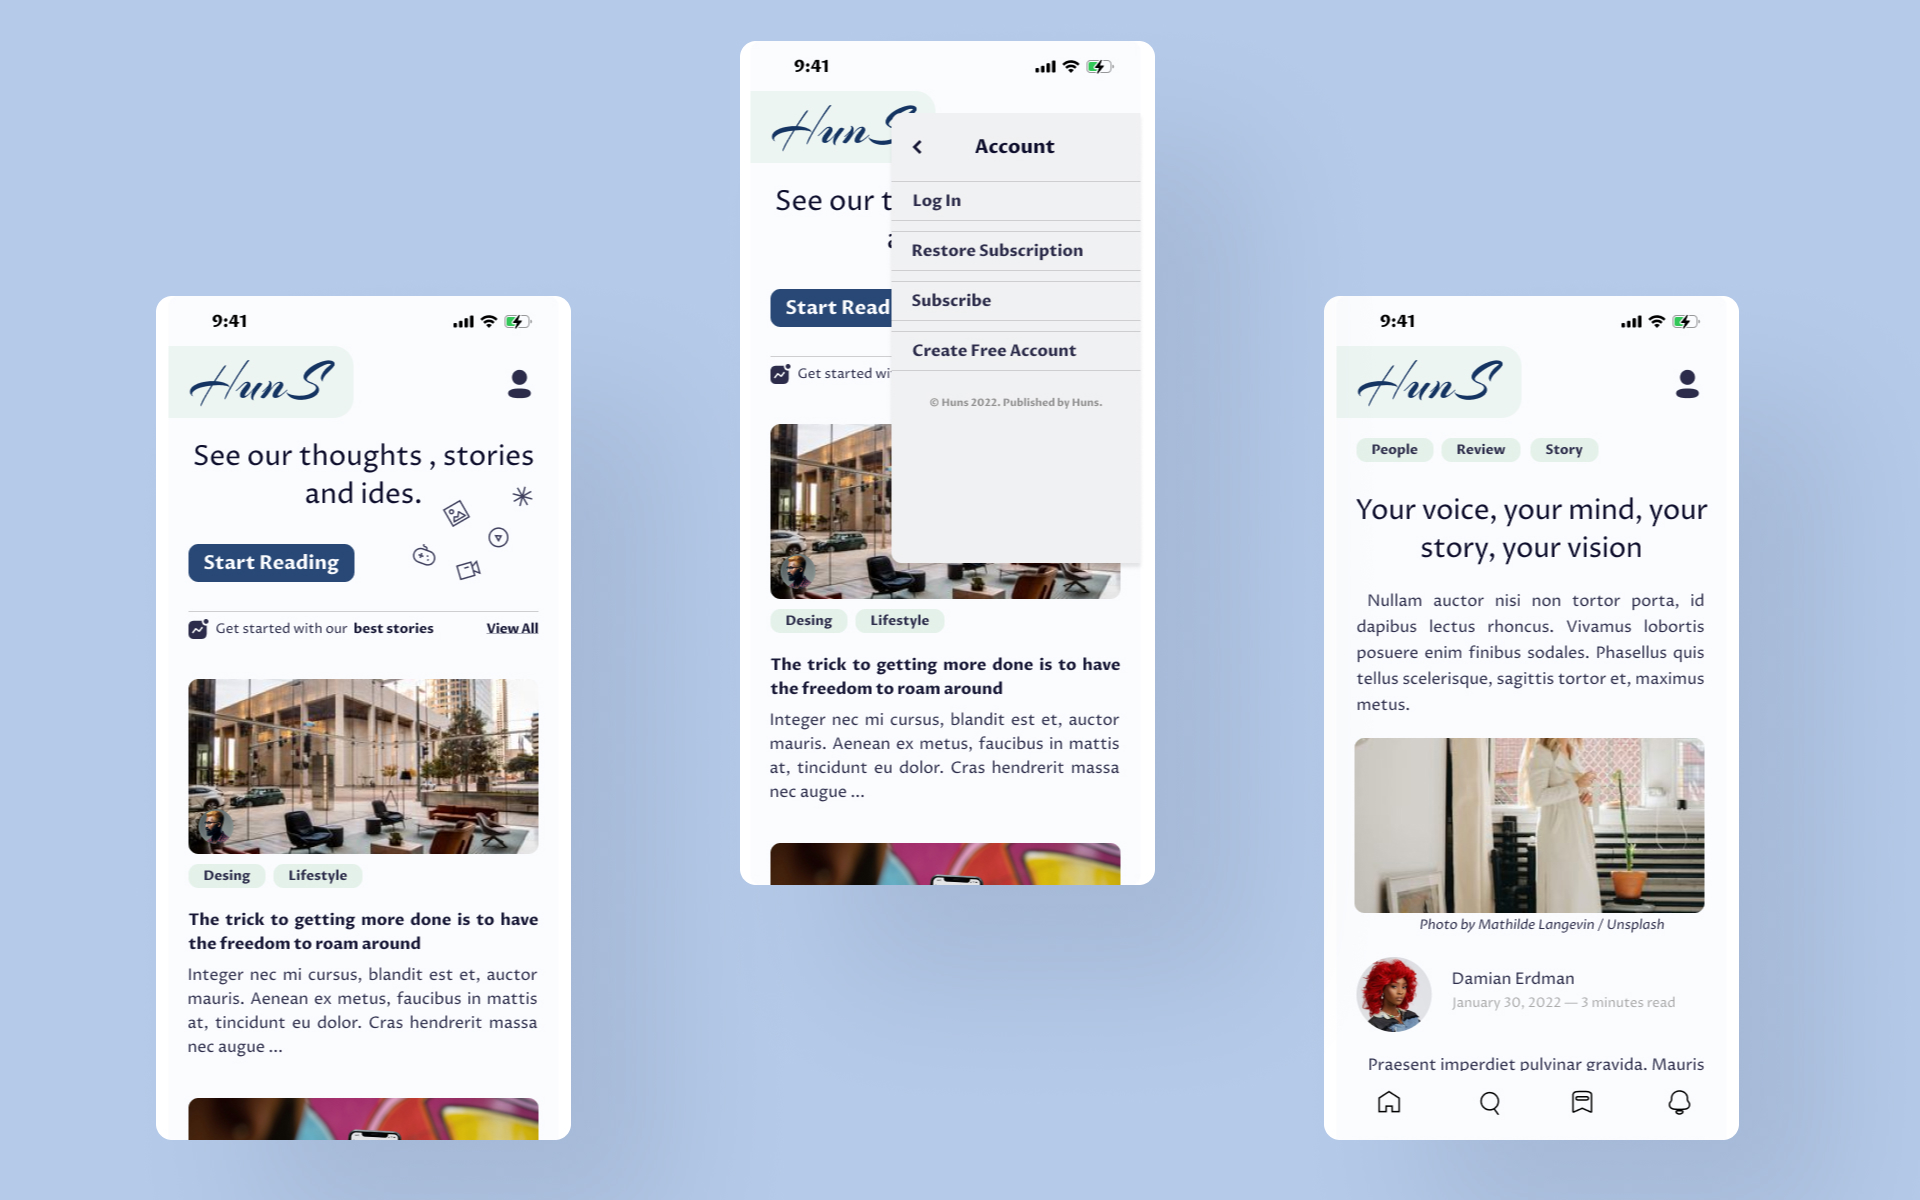 9:41
HunS
See our thoughts , stories
and ides.
Start Reading
Get started with our best stories View All
Desing Lifestyle
The trick to getting more done is to have
the freedom to roam around
Integer nec mi cursus, blandit est et, auctor
mauris. Aenean ex metus, faucibus in mattis
at, tincidunt eu dolor. Cras hendrerit massa
nec augue ...
9:41
HunS
Account
Log In
Restore Subscription
Subscribe
Create Free Account
© Huns 2022. Published by Huns.
See our t
a
Start Read
Get started wi
Desing Lifestyle
The trick to getting more done is to have
the freedom to roam around
Integer nec mi cursus, blandit est et, auctor
mauris. Aenean ex metus, faucibus in mattis
at, tincidunt eu dolor. Cras hendrerit massa
nec augue ...
9:41
HunS
People Review Story
Your voice, your mind, your
story, your vision
Nullam auctor nisi non tortor porta, id
dapibus lectus rhoncus. Vivamus lobortis
posuere enim finibus sodales. Phasellus quis
tellus scelerisque, sagittis tortor et, maximus
metus.
Photo by Mathilde Langevin / Unsplash
Damian Erdman
January 30, 2022 — 3 minutes read
Praesent imperdiet pulvinar gravida. Mauris